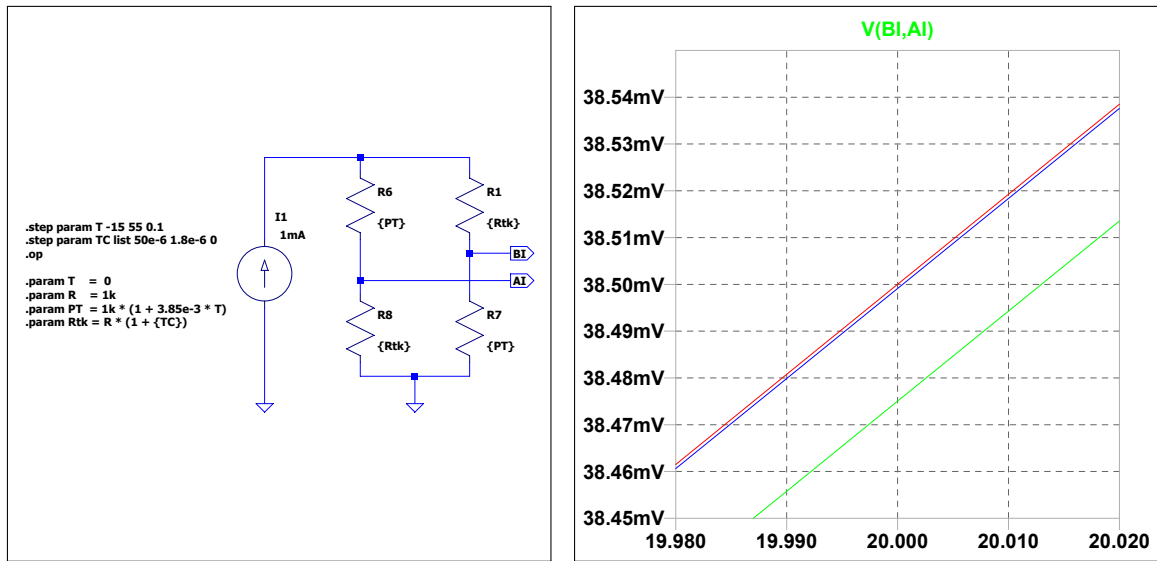 .step param T -15 55 0.1
.step param TC list 50e-6 1.8e-6 0
.op
.param T = 0
.param R = 1k
.param PT = 1k * (1 + 3.85e-3 * T)
.param Rtk = R * (1 + {TC})
I1
1mA
R6
{PT}
R1
{Rtk}
BI
AI
R8
{Rtk}
R7
{PT}
V(BI,AI)
38.54mV
38.53mV
38.52mV
38.51mV
38.50mV
38.49mV
38.48mV
38.47mV
38.46mV
38.45mV
19.980
19.990
20.000
20.010
20.020